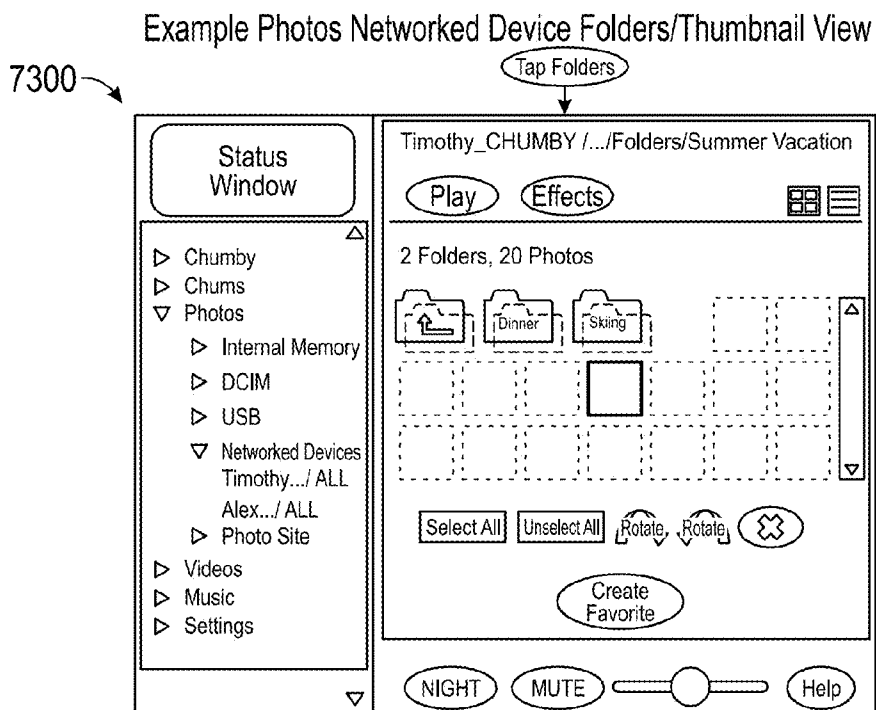 Example Photos Networked Device Folders/Thumbnail View
7300
Tap Folders
Status
Window
Chumby
Chums
Photos
Internal Memory
DCIM
USB
Networked Devices
Timothy.../ ALL
Alex.../ ALL
Photo Site
Videos
Music
Settings
Timothy_CHUMBY /.../Folders/Summer Vacation
Play Effects
2 Folders, 20 Photos
Dinner Skiing
Select All Unselect All Rotate Rotate
Create
Favorite
NIGHT MUTE Help